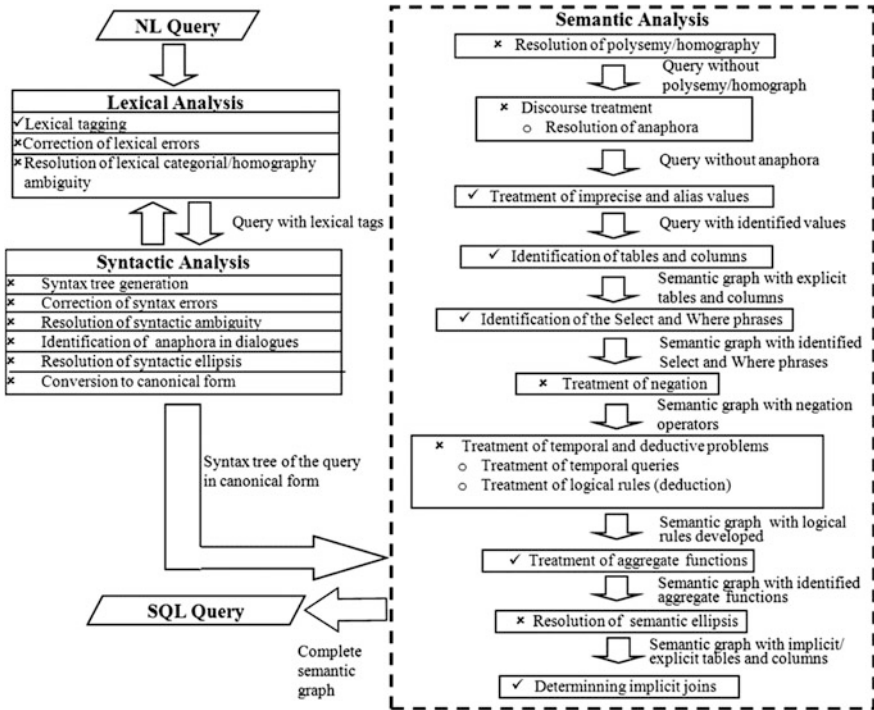 NL Query
Lexical Analysis
✓Lexical tagging
×Correction of lexical errors
×Resolution of lexical categorial/homography
ambiguity
Query with lexical tags
Syntactic Analysis
× Syntax tree generation
× Correction of syntax errors
× Resolution of syntactic ambiguity
× Identification of anaphora in dialogues
× Resolution of syntactic ellipsis
× Conversion to canonical form
Syntax tree of the query
in canonical form
SQL Query
Complete
semantic
graph
Semantic Analysis
× Resolution of polysemy/homography
Query without
polysemy/homograph
× Discourse treatment
o Resolution of anaphora
Query without anaphora
✓ Treatment of imprecise and alias values
Query with identified values
✓ Identification of tables and columns
Semantic graph with explicit
tables and columns
✓ Identification of the Select and Where phrases
Semantic graph with identified
Select and Where phrases
× Treatment of negation
Semantic graph with negation
operators
× Treatment of temporal and deductive problems
o Treatment of temporal queries
o Treatment of logical rules (deduction)
Semantic graph with logical
rules developed
✓ Treatment of aggregate functions
Semantic graph with identified
aggregate functions
× Resolution of semantic ellipsis
Semantic graph with implicit/
explicit tables and columns
✓ Determinning implicit joins